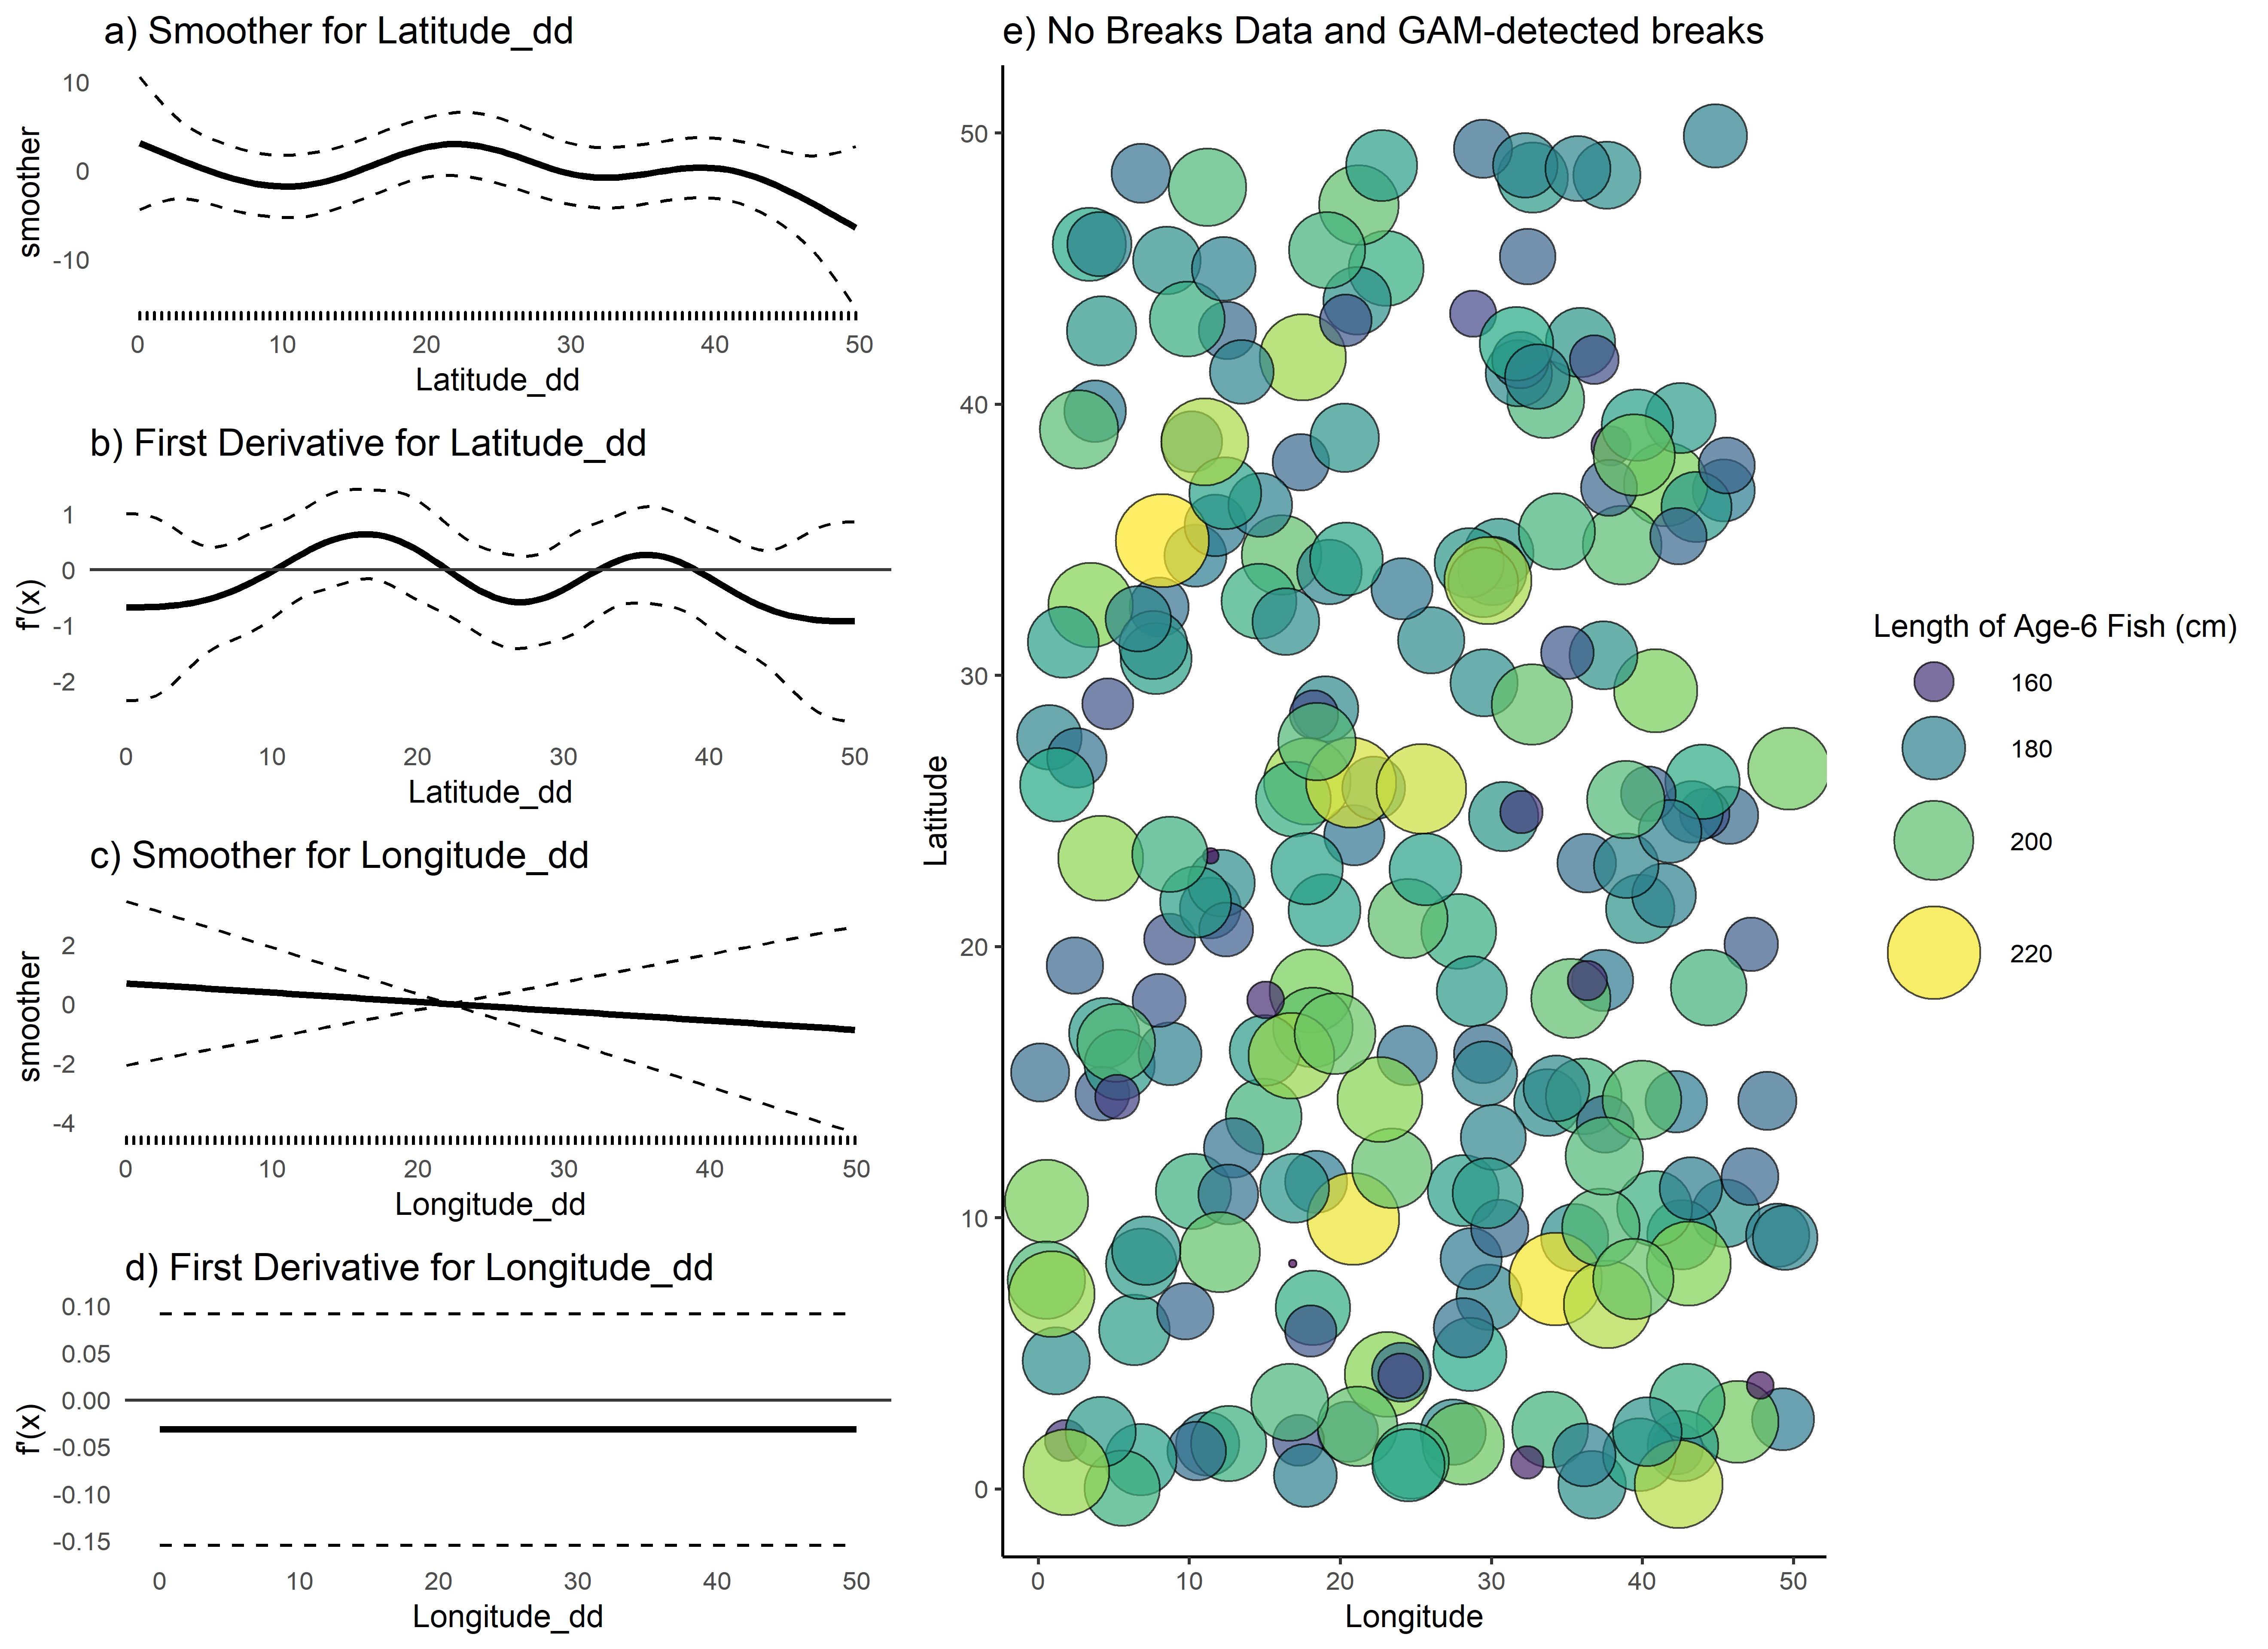 a) Smoother for Latitude_dd
smoother
10
0
-10
0 10 20 30 40 50
Latitude_dd
b) First Derivative for Latitude_dd
f'(x)
1
0
-1
-2
0 10 20 30 40 50
Latitude_dd
c) Smoother for Longitude_dd
smoother
2
0
-2
-4
0 10 20 30 40 50
Longitude_dd
d) First Derivative for Longitude_dd
f'(x)
0.10
0.05
0.00
-0.05
-0.10
-0.15
0 10 20 30 40 50
Longitude_dd
e) No Breaks Data and GAM-detected breaks
Latitude
50
40
30
20
10
0
0 10 20 30 40 50
Longitude
Length of Age-6 Fish (cm)
160
180
200
220